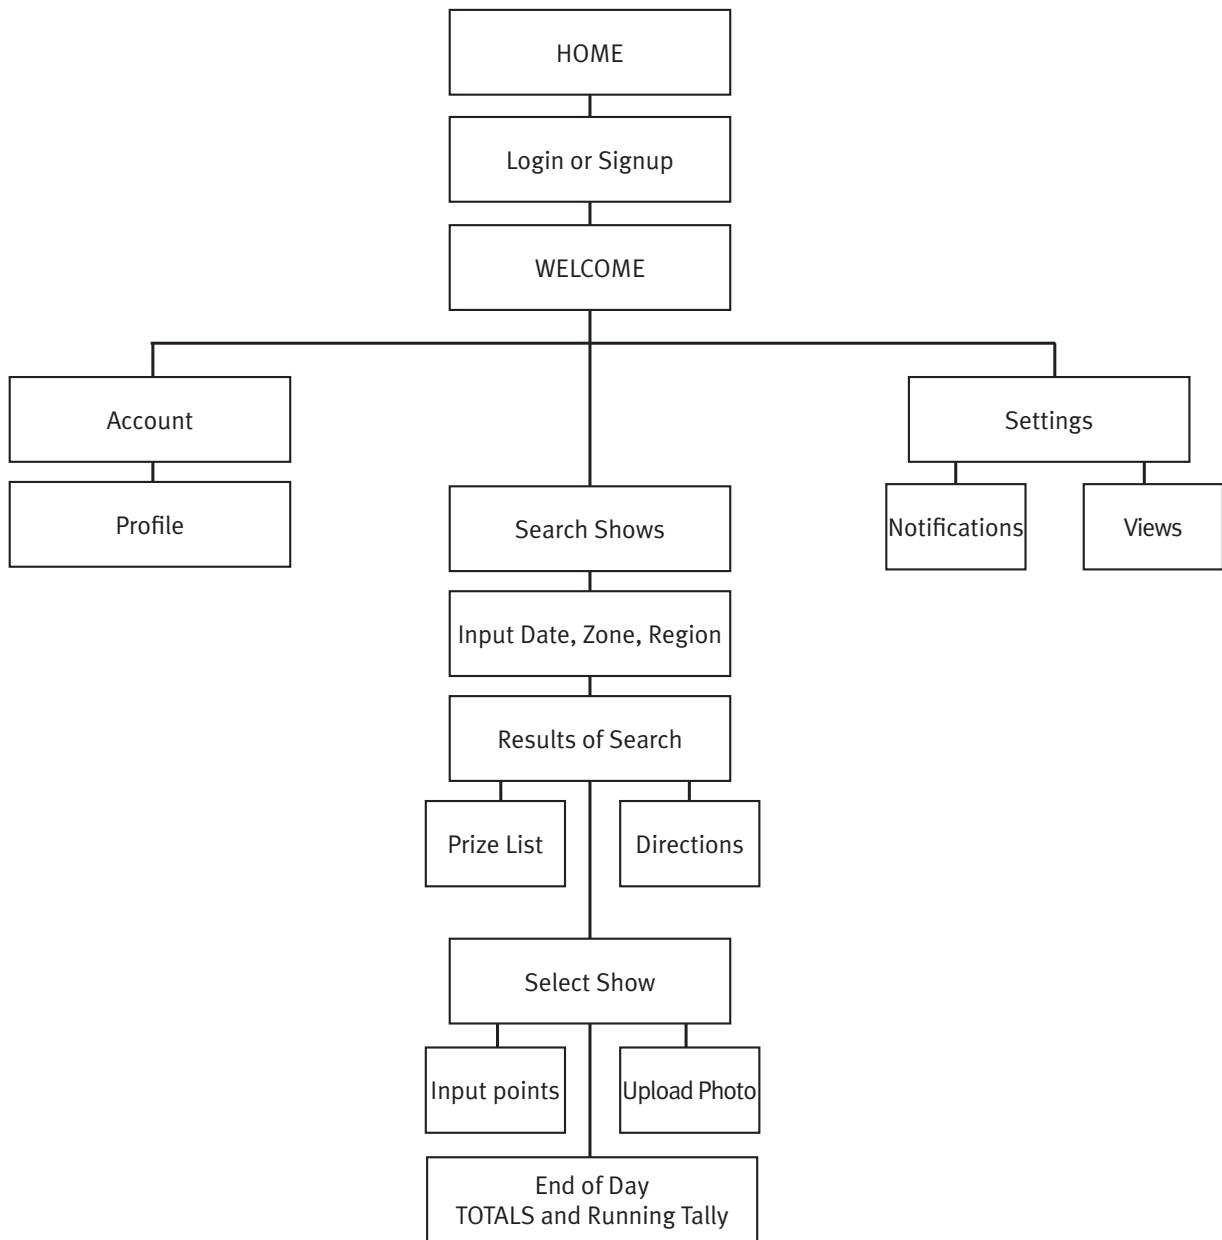 HOME
Login or Signup
WELCOME
Account
Settings
Profile
Search Shows
Notifications
Views
Input Date, Zone, Region
Results of Search
Prize List
Directions
Select Show
Input points
Upload Photo
End of Day
TOTALS and Running Tally